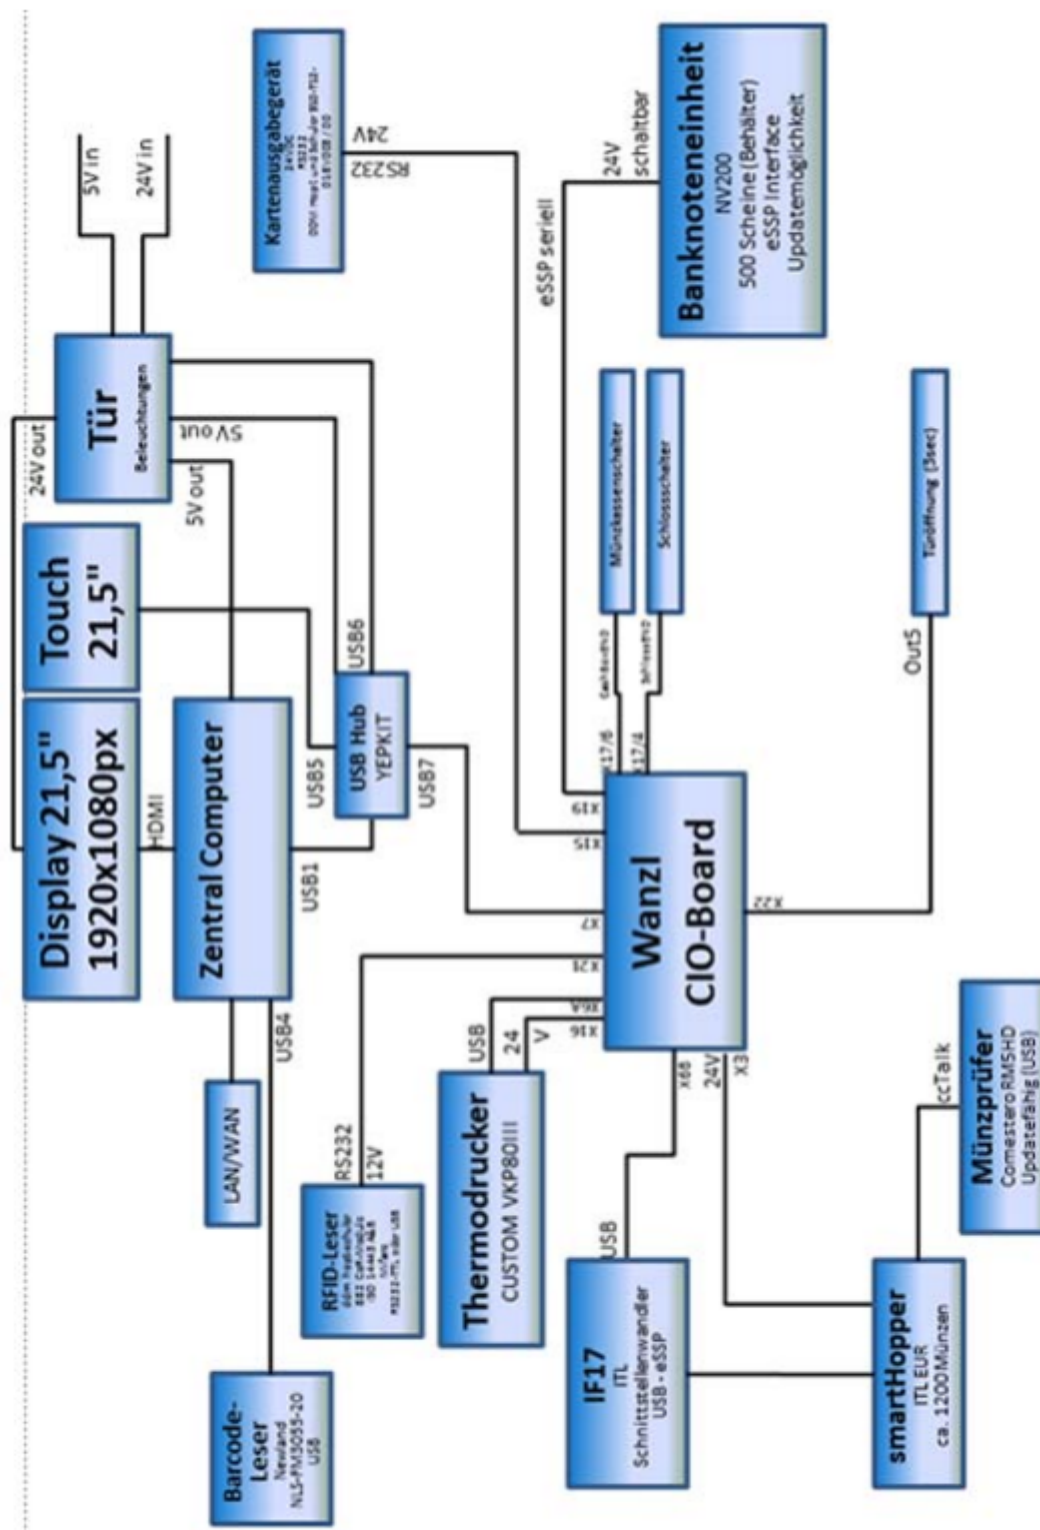 Barcode-
Leser
Newland
NLS-FM3055-20
USB
LAN/WAN
USB4
Display 21,5"
1920x1080px
HDMI
Zentral Computer
USB1
Touch
21,5"
24V out
Tür
Beleuchtungen
5V in
24V in
5V out
5V out
USB5
USB6
USB Hub
YEPKIT
USB7
Kartenausgabegerät
24VDC
RS232
RS232
24V
RFID-Leser
RS232
12V
Thermodrucker
CUSTOM VKP80III
USB
24
V
X16
X6A
X21
X7
X15
X19
X17/6
X17/4
Wanzl
CIO-Board
X66
24V
X3
X22
eSSP seriell
24V
schaltbar
Banknoteneinheit
NV200
500 Scheine (Behälter)
eSSP Interface
Updatemöglichkeit
Münzkassenschalter
Schlossschalter
Out5
Türöffnung (3sec)
USB
IF17
ITL
Schnittstellenwandler
USB - eSSP
smartHopper
ITL EUR
ca. 1200 Münzen
ccTalk
Münzprüfer
Comestero RM5HD
Updatefähig (USB)